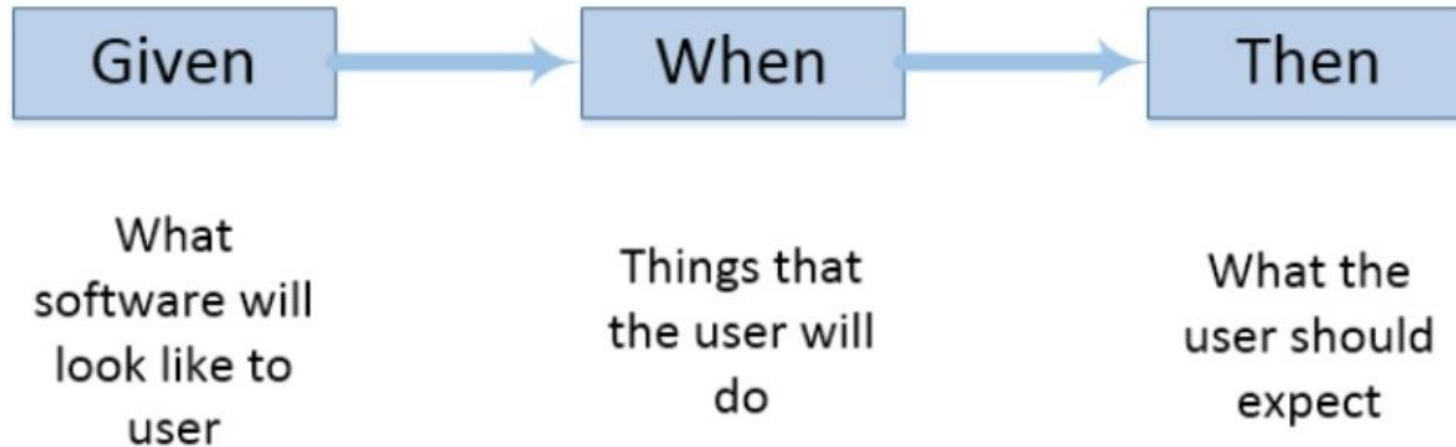 Given
When
Then
What
software will
look like to
user
Things that
the user will
do
What the
user should
expect